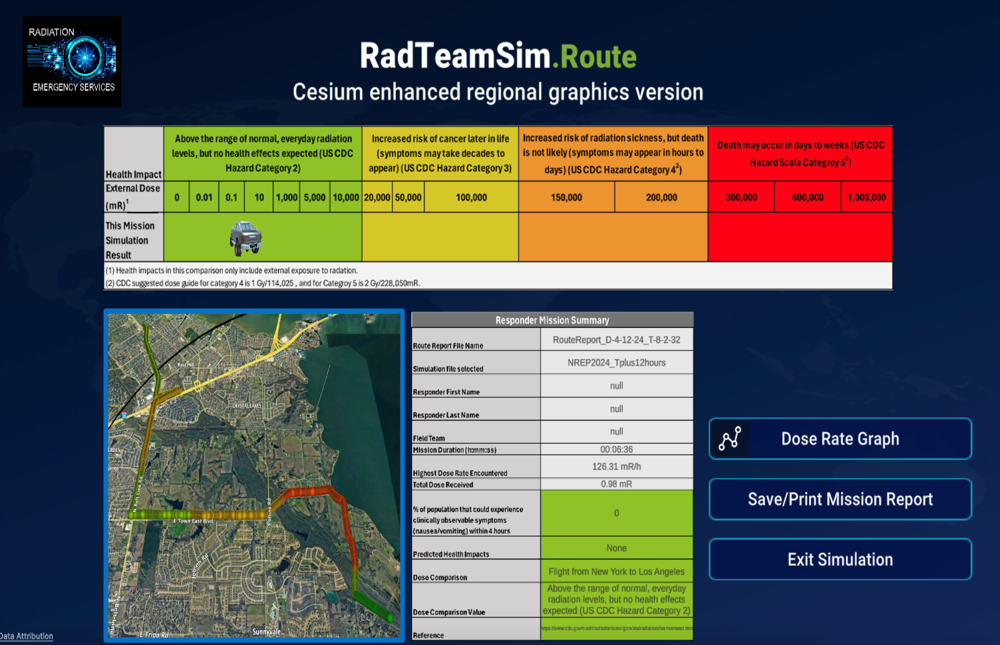 RADIATION
EMERGENCY SERVICES
RadTeamSim.Route
Cesium enhanced regional graphics version
Health Impact
Above the range of normal, everyday radiation
levels, but no health effects expected (US CDC
Hazard Category 2)
Increased risk of cancer later in life
(symptoms may take decades to
appear) (US CDC Hazard Category 3)
Increased risk of radiation sickness, but death
is not likely (symptoms may appear in hours to
days) (US CDC Hazard Category 4²)
Death may occur in days to weeks (US CDC
Hazard Scale Categroy 5²)
External Dose
(mR)¹
0 0.01 0.1 10 1,000 5,000 10,000 20,000 50,000 100,000 150,000 200,000 300,000 600,000 1,000,000
This Mission
Simulation
Result
(1) Health impacts in this comparison only include external exposure to radiation.
(2) CDC suggested dose guide for category 4 is 1 Gy/114,025 , and for Categroy 5 is 2 Gy/228,050mR.
Rose Hill
CRYSTAL LAKES
Guthrie Rd
ERDES
N Belt Line Rd
E Town East Blvd
Collins Rd
Jobson Rd
Sunnyvale
E Tripp Rd
Responder Mission Summary
Route Report File Name RouteReport_D-4-12-24_T-8-2-32
Simulation file selected NREP2024_Tplus12hours
Responder First Name null
Responder Last Name null
Field Team null
Mission Duration (h:mm:ss) 00:06:36
Highest Dose Rate Encountered 126.31 mR/h
Total Dose Received 0.98 mR
% of population that could experience
clinically observable symptoms
(nausea/vomiting) within 4 hours
0
Predicted Health Impacts None
Dose Comparison Flight from New York to Los Angeles
Dose Comparison Value
Above the range of normal, everyday
radiation levels, but no health effects
expected (US CDC Hazard Category 2)
Reference
Dose Rate Graph
Save/Print Mission Report
Exit Simulation
Data Attribution